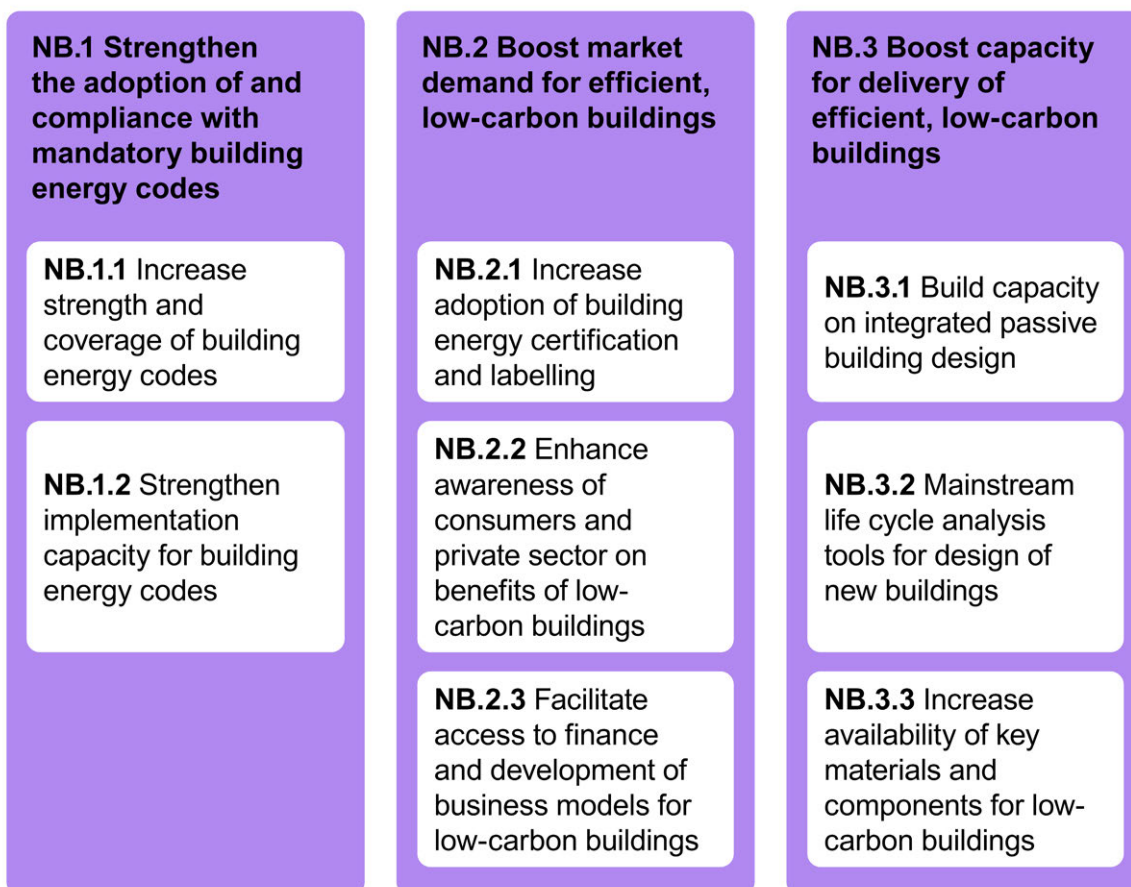 NB.1 Strengthen
the adoption of and
compliance with
mandatory building
energy codes
NB.1.1 Increase
strength and
coverage of building
energy codes
NB.1.2 Strengthen
implementation
capacity for building
energy codes
NB.2 Boost market
demand for efficient,
low-carbon buildings
NB.2.1 Increase
adoption of building
energy certification
and labelling
NB.2.2 Enhance
awareness of
consumers and
private sector on
benefits of low-
carbon buildings
NB.2.3 Facilitate
access to finance
and development of
business models for
low-carbon buildings
NB.3 Boost capacity
for delivery of
efficient, low-carbon
buildings
NB.3.1 Build capacity
on integrated passive
building design
NB.3.2 Mainstream
life cycle analysis
tools for design of
new buildings
NB.3.3 Increase
availability of key
materials and
components for low-
carbon buildings